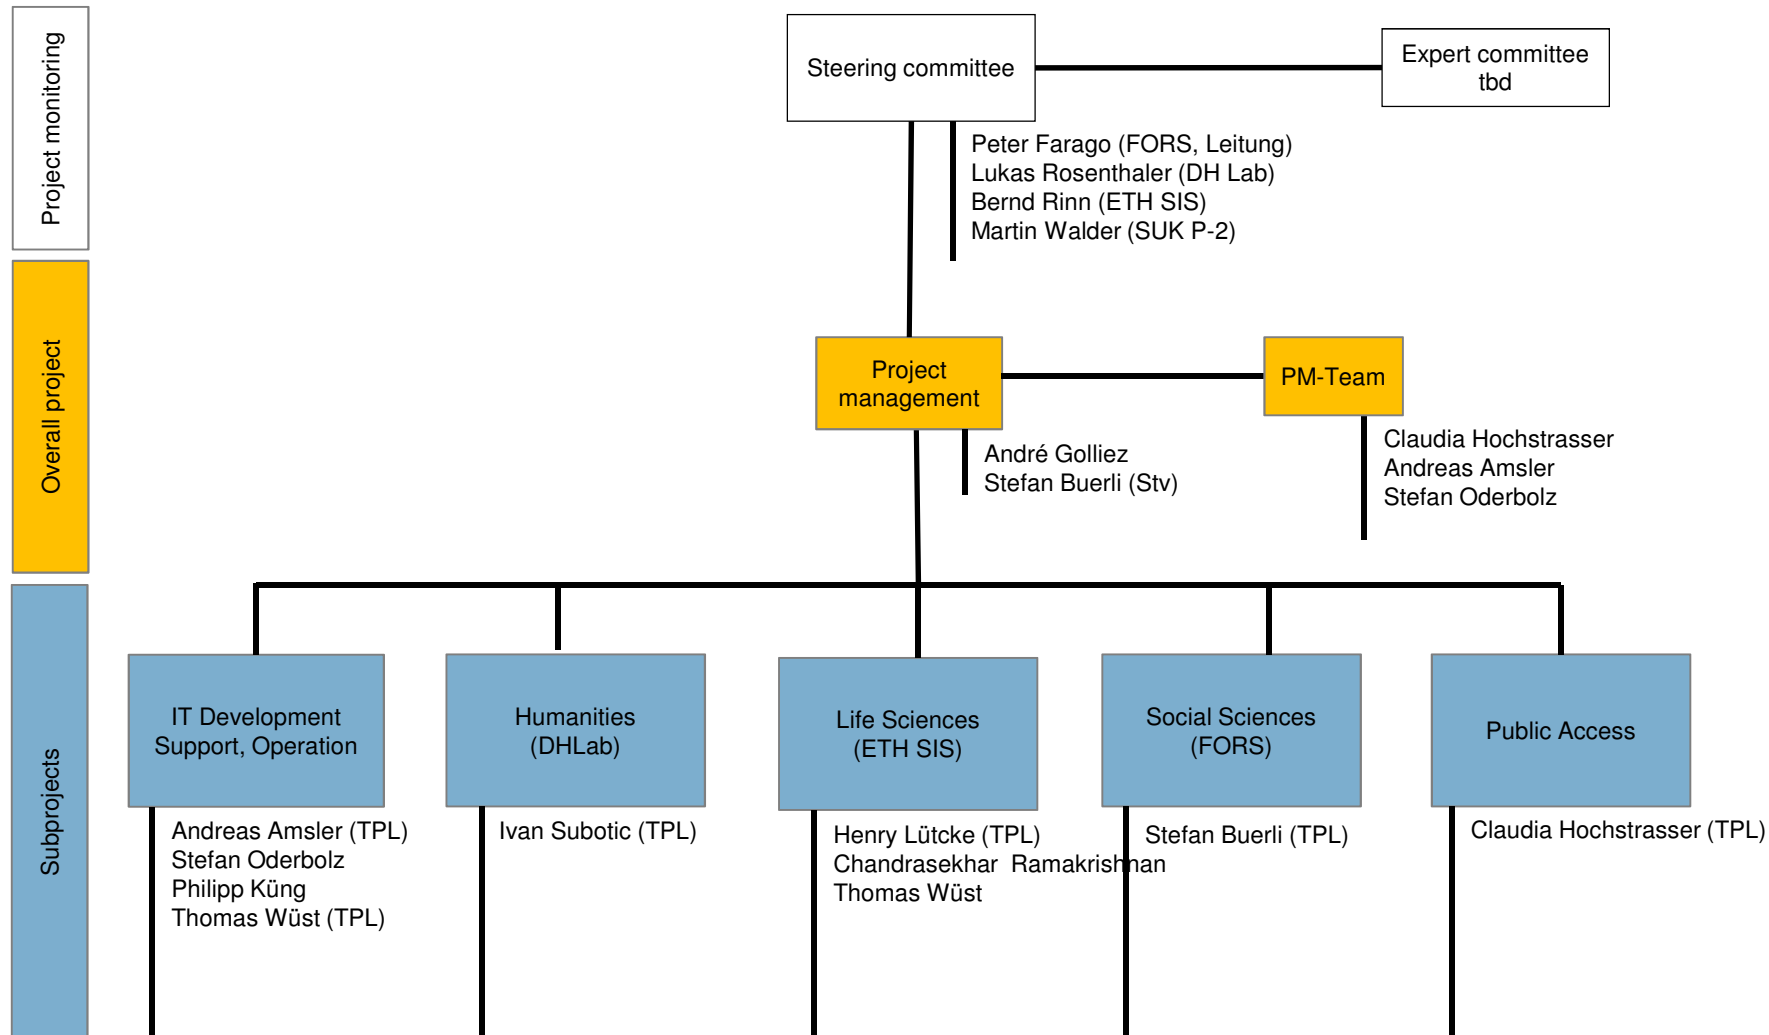 Project monitoring
Steering committee
Expert committee
tbd
Peter Farago (FORS, Leitung)
Lukas Rosenthaler (DH Lab)
Bernd Rinn (ETH SIS)
Martin Walder (SUK P-2)
Overall project
Project
management
PM-Team
André Golliez
Stefan Buerli (Stv)
Claudia Hochstrasser
Andreas Amsler
Stefan Oderbolz
Subprojects
IT Development
Support, Operation
Andreas Amsler (TPL)
Stefan Oderbolz
Philipp Küng
Thomas Wüst (TPL)
Humanities
(DHLab)
Ivan Subotic (TPL)
Life Sciences
(ETH SIS)
Henry Lütcke (TPL)
Chandrasekhar Ramakrishnan
Thomas Wüst
Social Sciences
(FORS)
Stefan Buerli (TPL)
Public Access
Claudia Hochstrasser (TPL)